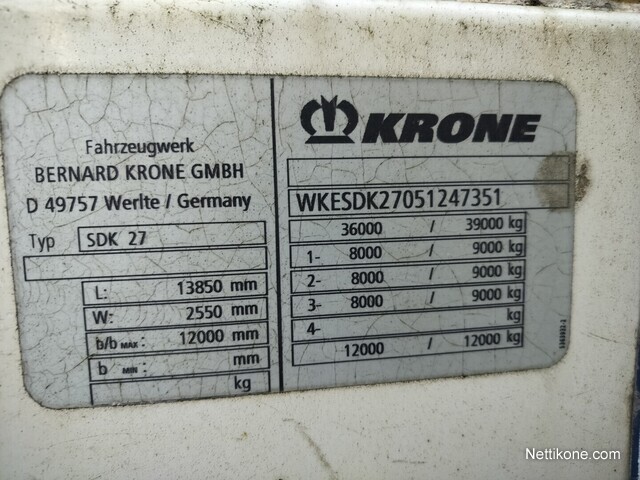 Fahrzeugwerk
BERNARD KRONE GMBH
D 49757 Werlte / Germany
Typ SDK 27
L: 13850 mm
W: 2550 mm
b/b MAX: 12000 mm
b MIN: mm
kg
KRONE
WKESDK27051247351
36000 / 39000 kg
1- 8000 / 9000 kg
2- 8000 / 9000 kg
3- 8000 / 9000 kg
4- kg
12000 / 12000 kg
Nettikone.com